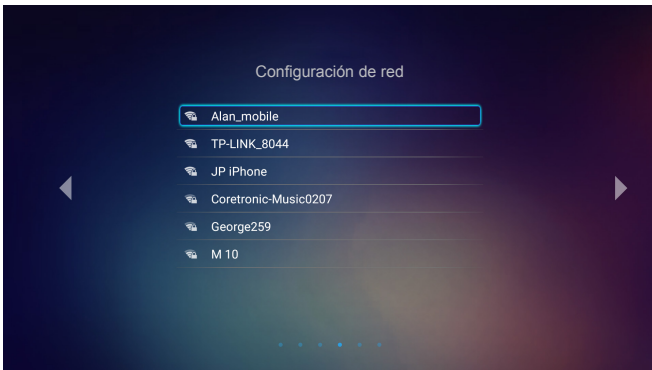 Configuración de red
Alan_mobile
TP-LINK_8044
JP iPhone
Coretronic-Music0207
George259
M 10